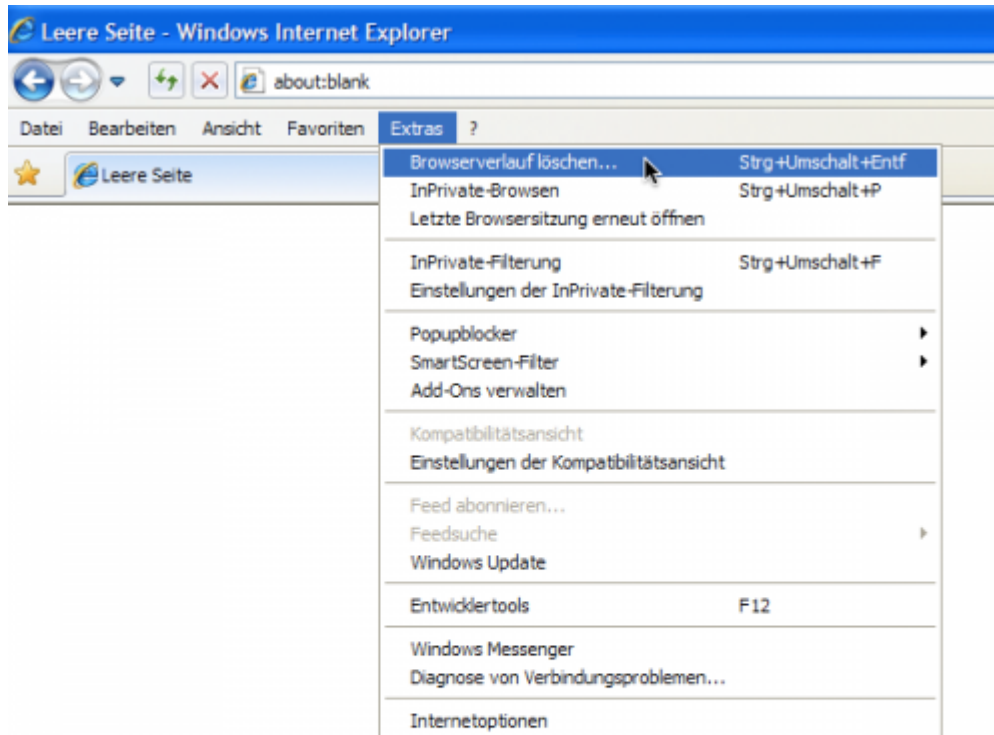 Leere Seite - Windows Internet Explorer
about:blank
Datei Bearbeiten Ansicht Favoriten Extras ?
Leere Seite
Browserverlauf löschen... Strg+Umschalt+Entf
InPrivate-Browsen Strg+Umschalt+P
Letzte Browsersitzung erneut öffnen
InPrivate-Filterung Strg+Umschalt+F
Einstellungen der InPrivate-Filterung
Popupblocker
SmartScreen-Filter
Add-Ons verwalten
Kompatibilitätsansicht
Einstellungen der Kompatibilitätsansicht
Feed abonnieren...
Feedsuche
Windows Update
Entwicklertools F12
Windows Messenger
Diagnose von Verbindungsproblemen...
Internetoptionen